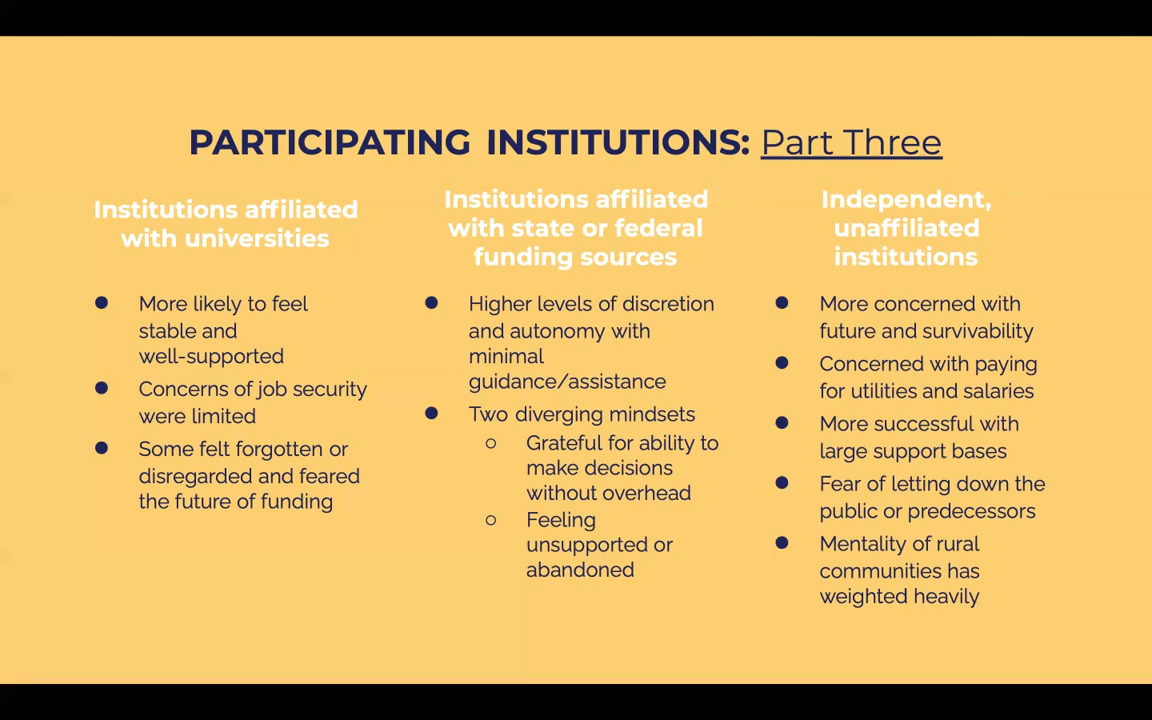 PARTICIPATING INSTITUTIONS: Part Three
Institutions affiliated
with universities
More likely to feel
stable and
well-supported
Concerns of job security
were limited
Some felt forgotten or
disregarded and feared
the future of funding
Institutions affiliated
with state or federal
funding sources
Higher levels of discretion
and autonomy with
minimal
guidance/assistance
Two diverging mindsets
Grateful for ability to
make decisions
without overhead
Feeling
unsupported or
abandoned
Independent,
unaffiliated
institutions
More concerned with
future and survivability
Concerned with paying
for utilities and salaries
More successful with
large support bases
Fear of letting down the
public or predecessors
Mentality of rural
communities has
weighted heavily